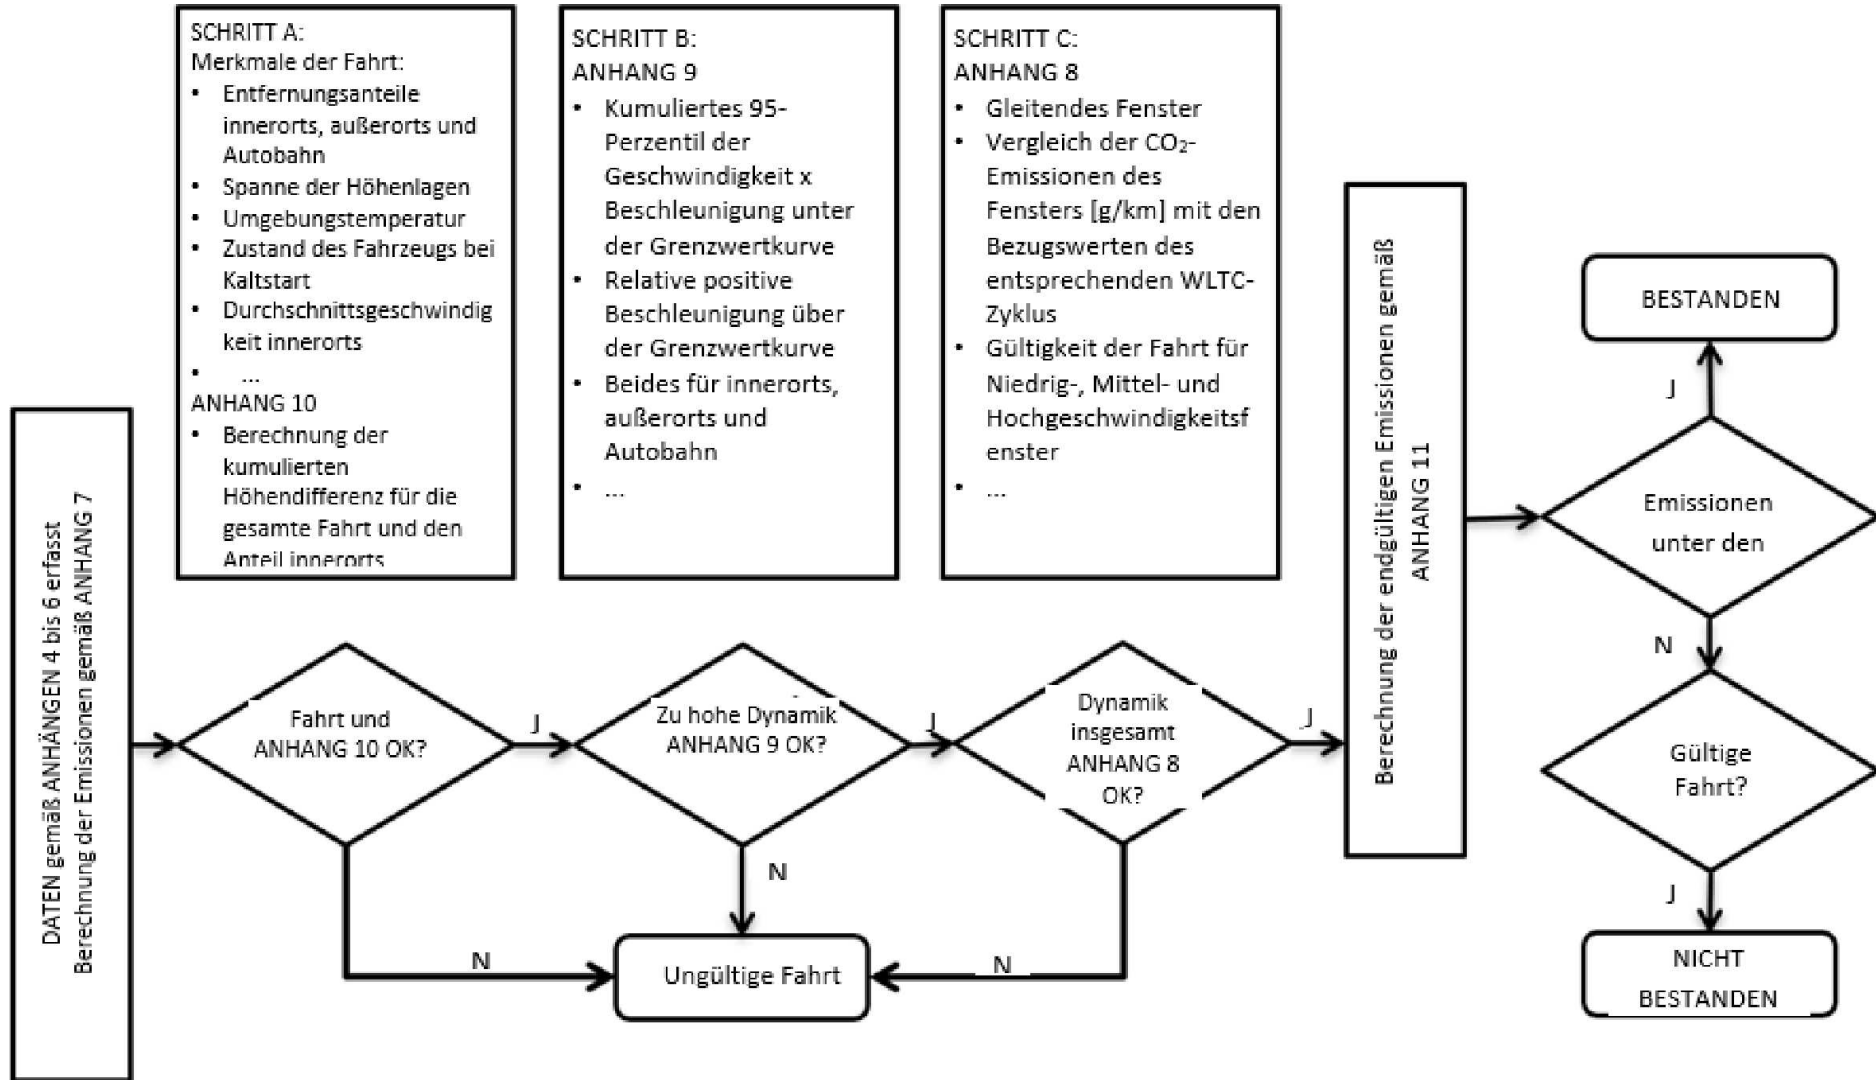 SCHRITT A:
Merkmale der Fahrt:
• Entfernungsanteile
innerorts, außerorts und
Autobahn
• Spanne der Höhenlagen
• Umgebungstemperatur
• Zustand des Fahrzeugs bei
Kaltstart
• Durchschnittsgeschwindig
keit innerorts
• ...
ANHANG 10
• Berechnung der
kumulierten
Höhendifferenz für die
gesamte Fahrt und den
Anteil innerorts
SCHRITT B:
ANHANG 9
• Kumuliertes 95-
Perzentil der
Geschwindigkeit x
Beschleunigung unter
der Grenzwertkurve
• Relative positive
Beschleunigung über
der Grenzwertkurve
• Beides für innerorts,
außerorts und
Autobahn
• ...
SCHRITT C:
ANHANG 8
• Gleitendes Fenster
• Vergleich der CO₂-
Emissionen des
Fensters [g/km] mit den
Bezugswerten des
entsprechenden WLTC-
Zyklus
• Gültigkeit der Fahrt für
Niedrig-, Mittel- und
Hochgeschwindigkeitsf
enster
• ...
DATEN gemäß ANHÄNGEN 4 bis 6 erfasst
Berechnung der Emissionen gemäß ANHANG 7
Fahrt und
ANHANG 10 OK?
J
N
Zu hohe Dynamik
ANHANG 9 OK?
J
N
Dynamik
insgesamt
ANHANG 8
OK?
J
N
Ungültige Fahrt
Berechnung der endgültigen Emissionen gemäß
ANHANG 11
BESTANDEN
J
Emissionen
unter den
N
Gültige
Fahrt?
J
NICHT
BESTANDEN